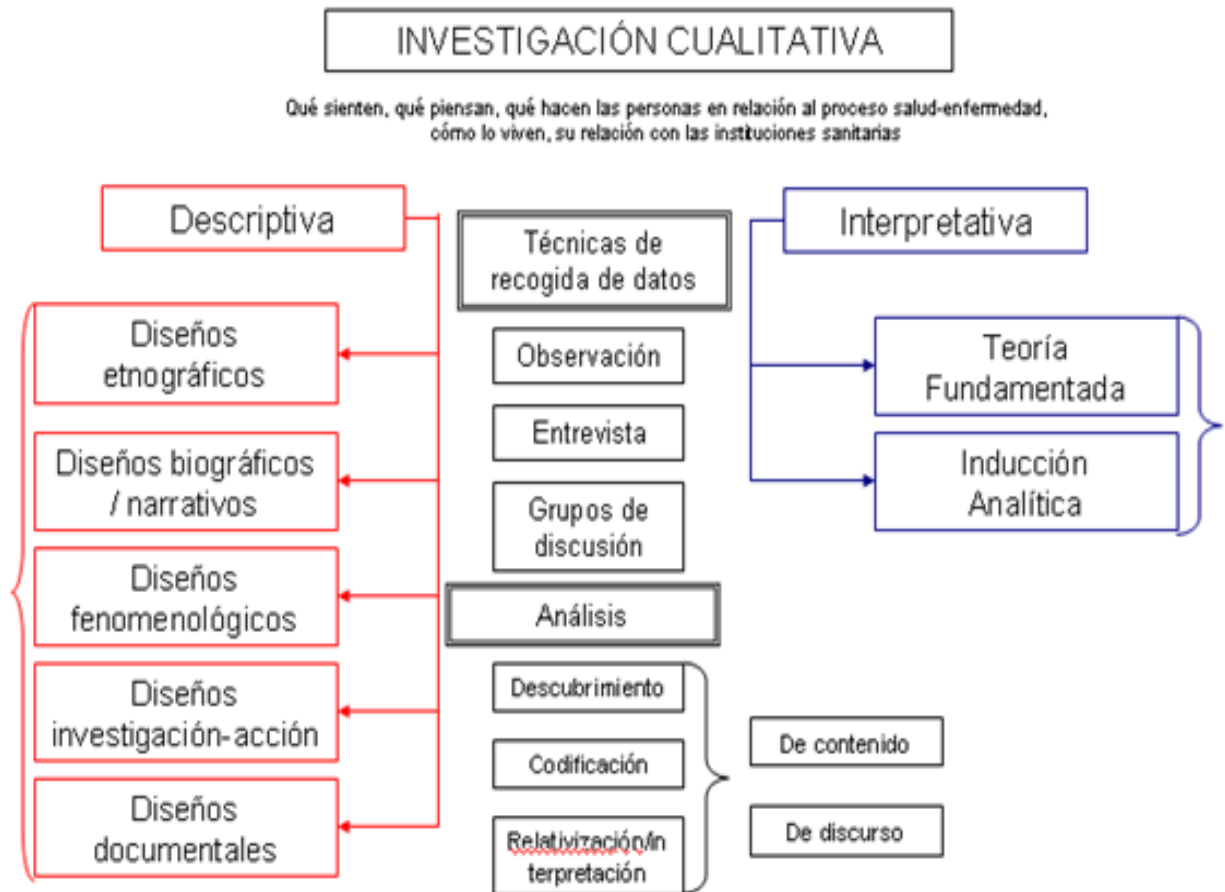 INVESTIGACIÓN CUALITATIVA
Qué sienten, qué piensan, qué hacen las personas en relación al proceso salud-enfermedad,
cómo lo viven, su relación con las instituciones sanitarias
Descriptiva
Diseños
etnográficos
Diseños biográficos
/ narrativos
Diseños
fenomenológicos
Diseños
investigación-acción
Diseños
documentales
Técnicas de
recogida de datos
Observación
Entrevista
Grupos de
discusión
Análisis
Descubrimiento
Codificación
Relativización/in
terpretación
De contenido
De discurso
Interpretativa
Teoría
Fundamentada
Inducción
Analítica